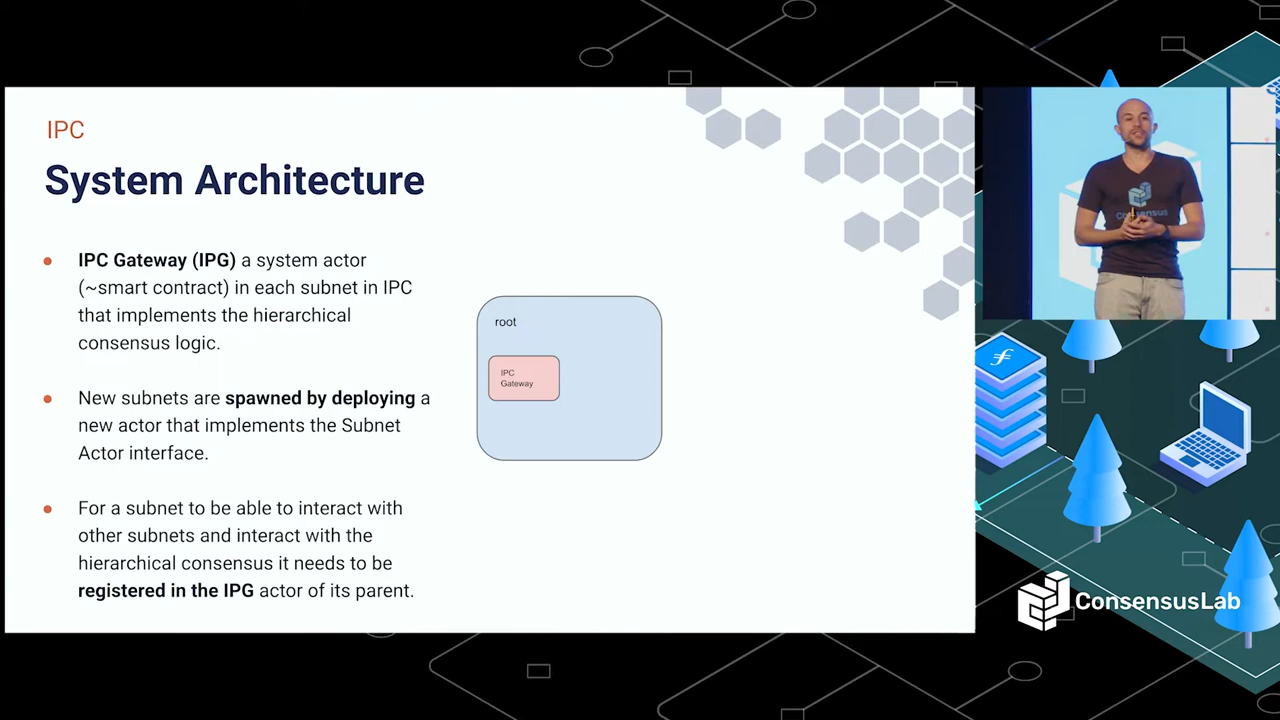 IPC
System Architecture
IPC Gateway (IPG) a system actor
(~smart contract) in each subnet in IPC
that implements the hierarchical
consensus logic.
New subnets are spawned by deploying a
new actor that implements the Subnet
Actor interface.
For a subnet to be able to interact with
other subnets and interact with the
hierarchical consensus it needs to be
registered in the IPG actor of its parent.
root
IPC
Gateway
Consensus
ConsensusLab